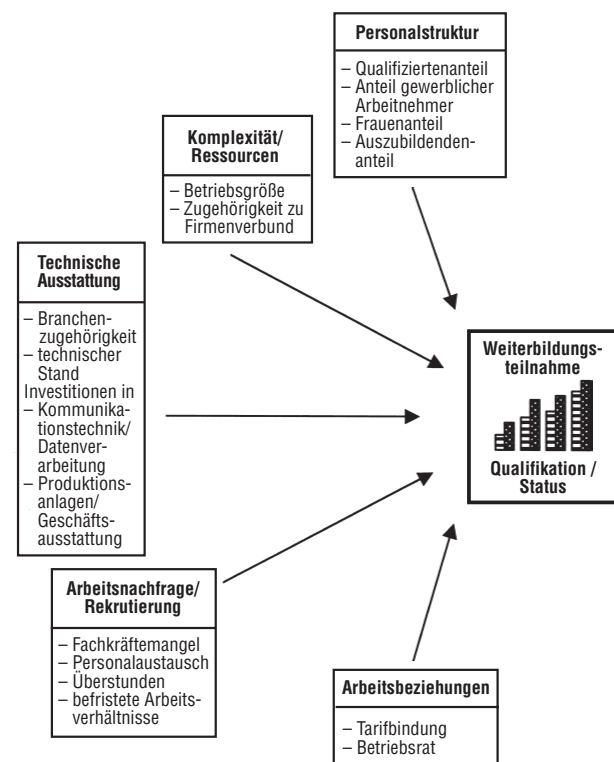 Personalstruktur
– Qualifiziertenanteil
– Anteil gewerblicher
Arbeitnehmer
– Frauenanteil
– Auszubildenden-
anteil
Komplexität/
Ressourcen
– Betriebsgröße
– Zugehörigkeit zu
Firmenverbund
Technische
Ausstattung
– Branchen-
zugehörigkeit
– technischer
Stand
Investitionen in
– Kommunika-
tionstechnik/
Datenver-
arbeitung
– Produktions-
anlagen/
Geschäfts-
ausstattung
Weiterbildungs-
teilnahme
Qualifikation /
Status
Arbeitsnachfrage/
Rekrutierung
– Fachkräftemangel
– Personalaustausch
– Überstunden
– befristete Arbeits-
verhältnisse
Arbeitsbeziehungen
– Tarifbindung
– Betriebsrat